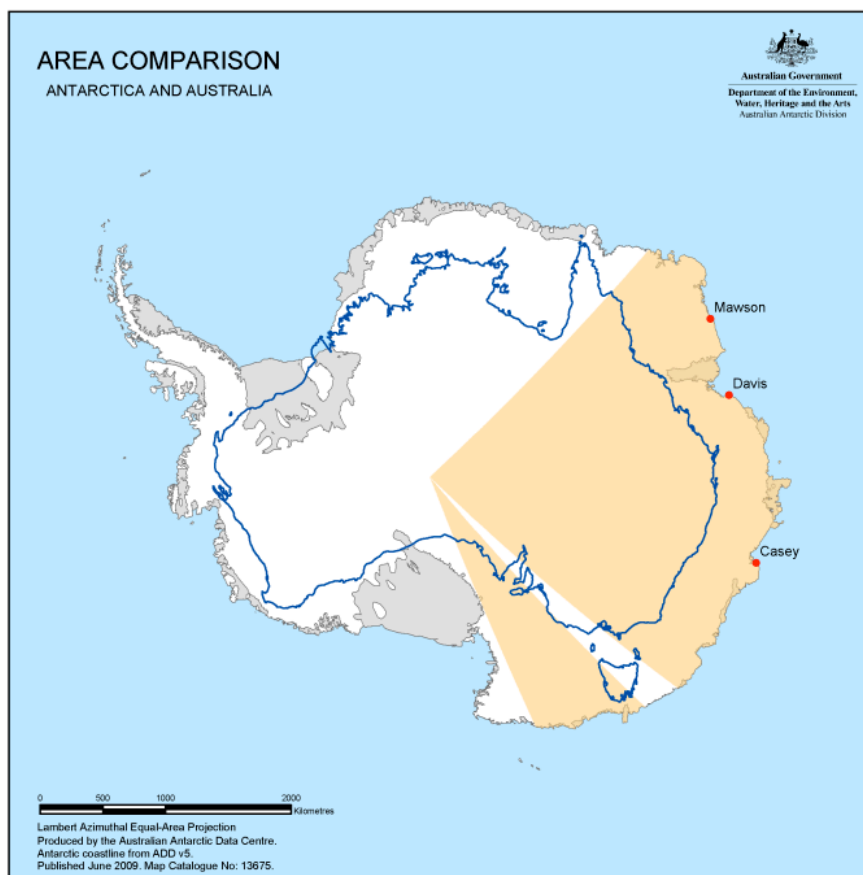 AREA COMPARISON
ANTARCTICA AND AUSTRALIA
Australian Government
Department of the Environment,
Water, Heritage and the Arts
Australian Antarctic Division
Mawson
Davis
Casey
0 500 1000 2000
Kilometres
Lambert Azimuthal Equal-Area Projection
Produced by the Australian Antarctic Data Centre.
Antarctic coastline from ADD v5.
Published June 2009. Map Catalogue No: 13675.